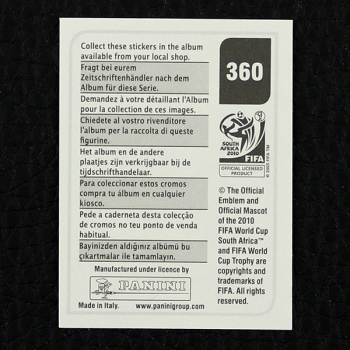 Collect these stickers in the album
available from your local shop.
Fragt bei eurem
Zeitschriftenhändler nach dem
Album für diese Serie.
Demandez à votre détaillant l'Album
pour la collection de ces images.
Chiedete al vostro rivenditore
l'album per la raccolta di queste
figurine.
Het album en de andere
plaatjes zijn verkrijgbaar bij de
tijdschrifthandelaar.
Para coleccionar estos cromos
compra tu álbum en cualquier
kiosco.
Pede a caderneta desta colecção
de cromos no teu ponto de venda
habitual.
Bayinizden aldığınız albümü bu
çıkartmalar ile tamamlayın.
Manufactured under licence by
PANINI
Made in Italy. www.paninigroup.com
360
SOUTH AFRICA
2010
FIFA
OFFICIAL LICENSED
PRODUCT
© 2005 FIFA TM
© The Official
Emblem and
Official Mascot
of the 2010
FIFA World Cup
South Africa™
and FIFA World
Cup Trophy are
copyrights and
trademarks of
FIFA. All rights
reserved.